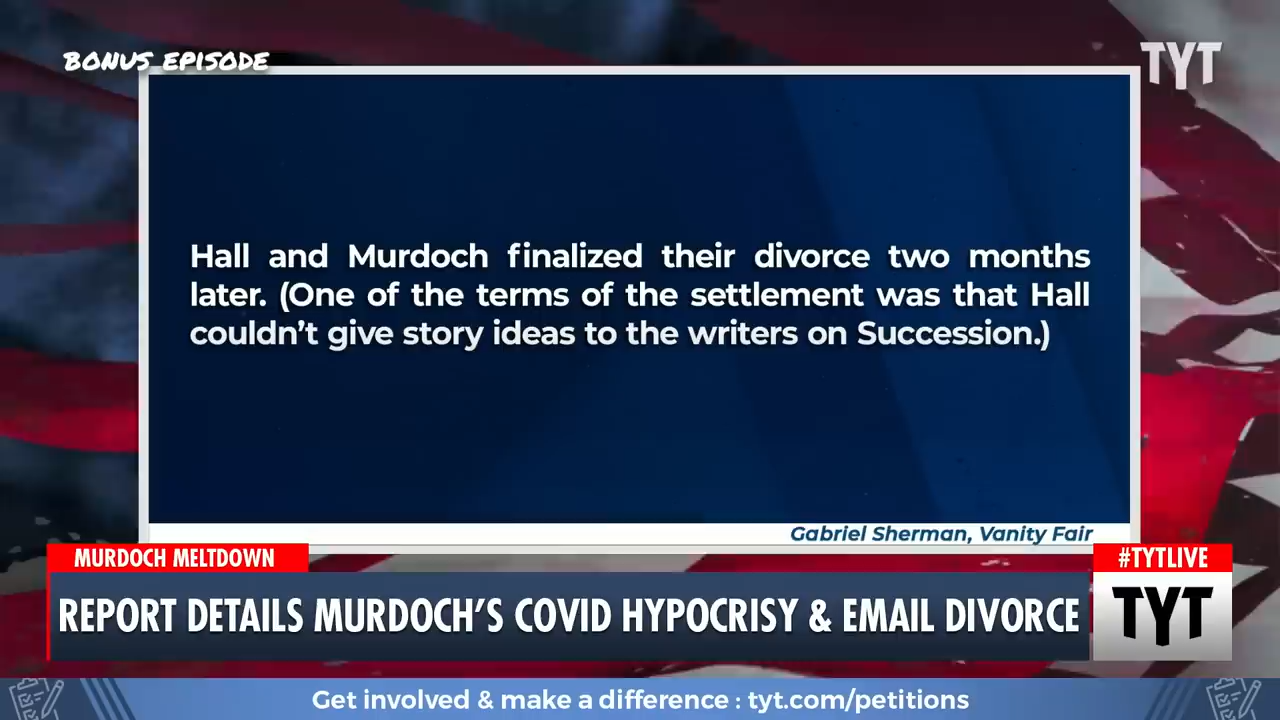 BONUS EPISODE
TYT
Hall and Murdoch finalized their divorce two months
later. (One of the terms of the settlement was that Hall
couldn’t give story ideas to the writers on Succession.)
Gabriel Sherman, Vanity Fair
MURDOCH MELTDOWN
#TYTLIVE
REPORT DETAILS MURDOCH’S COVID HYPOCRISY & EMAIL DIVORCE
TYT
Get involved & make a difference : tyt.com/petitions